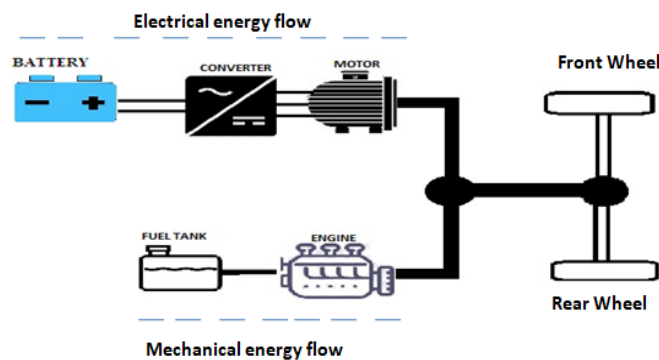 Electrical energy flow
BATTERY
CONVERTER
MOTOR
Front Wheel
FUEL TANK
ENGINE
Rear Wheel
Mechanical energy flow